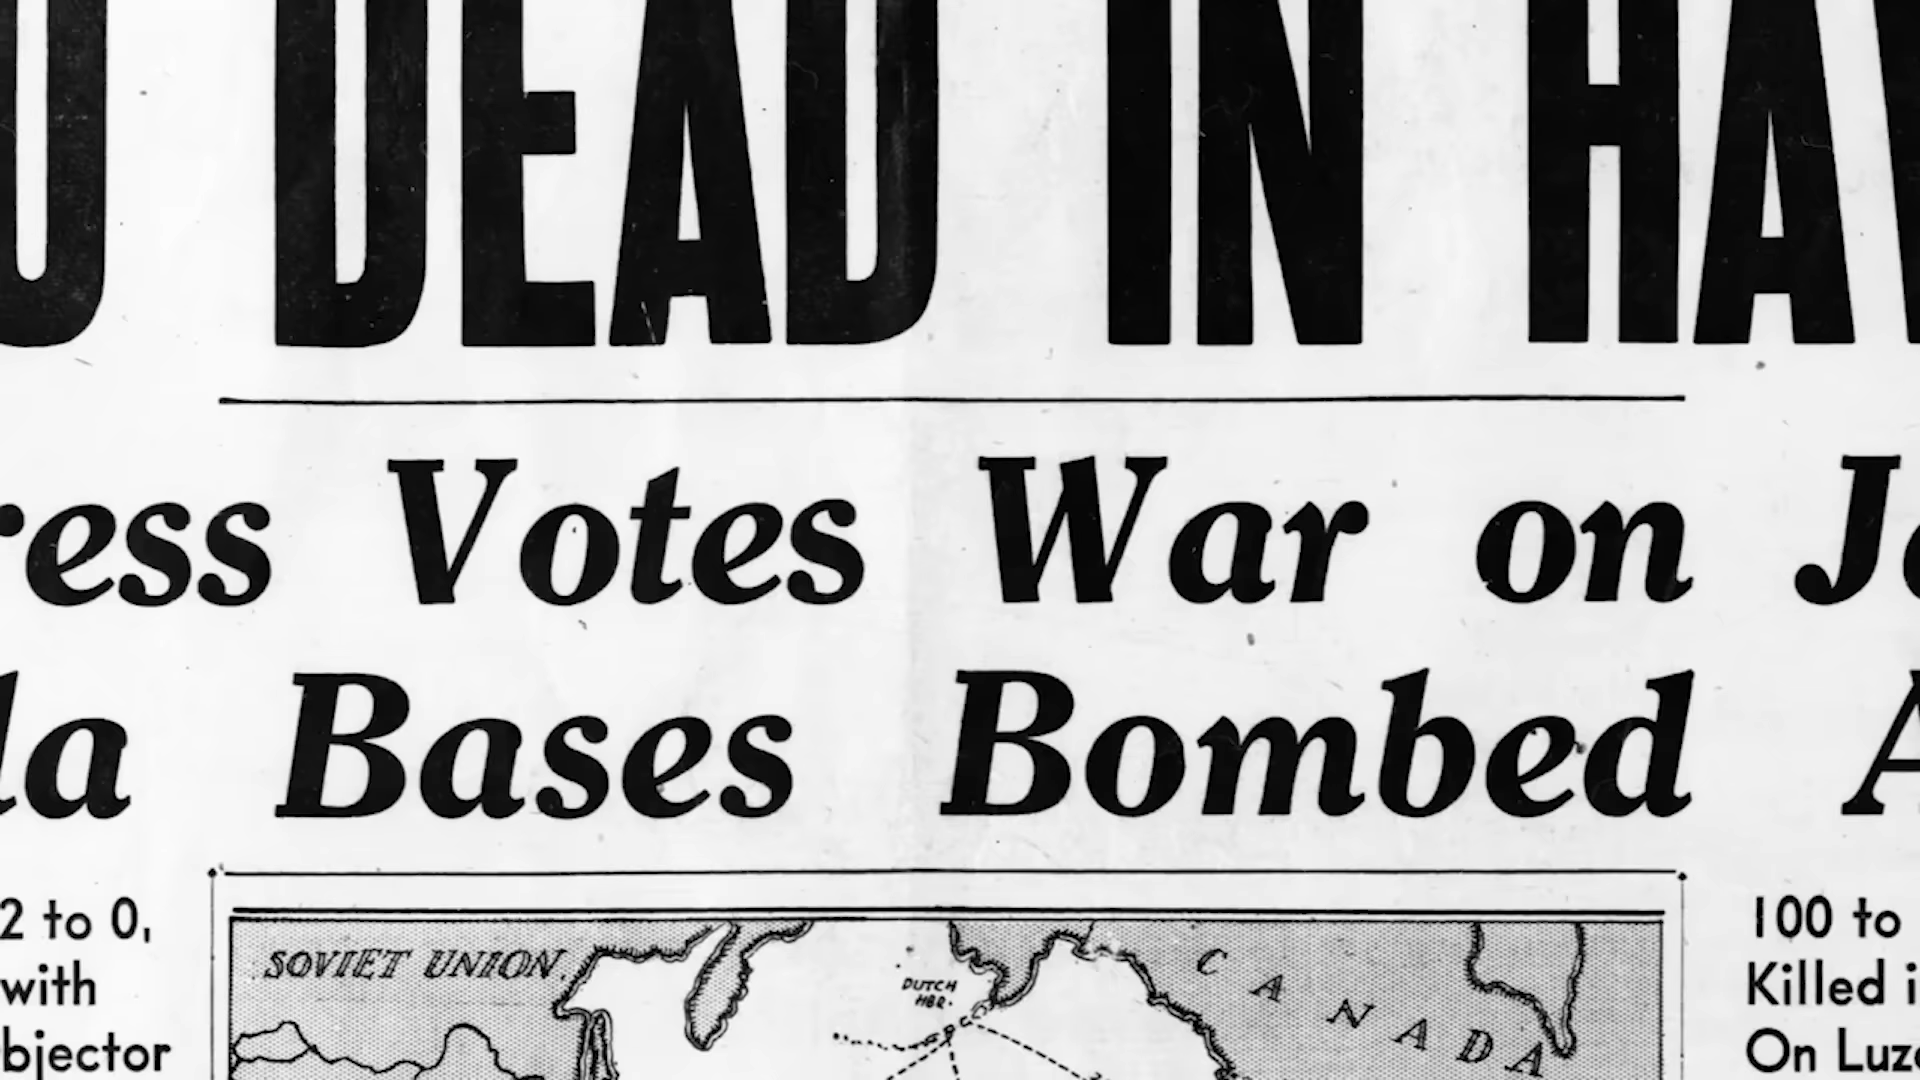 DEAD IN HA
ress Votes War on J
la Bases Bombed A
2 to 0,
with
bjector
SOVIET UNION
DUTCH
HBR.
CANADA
100 to
Killed i
On Luz